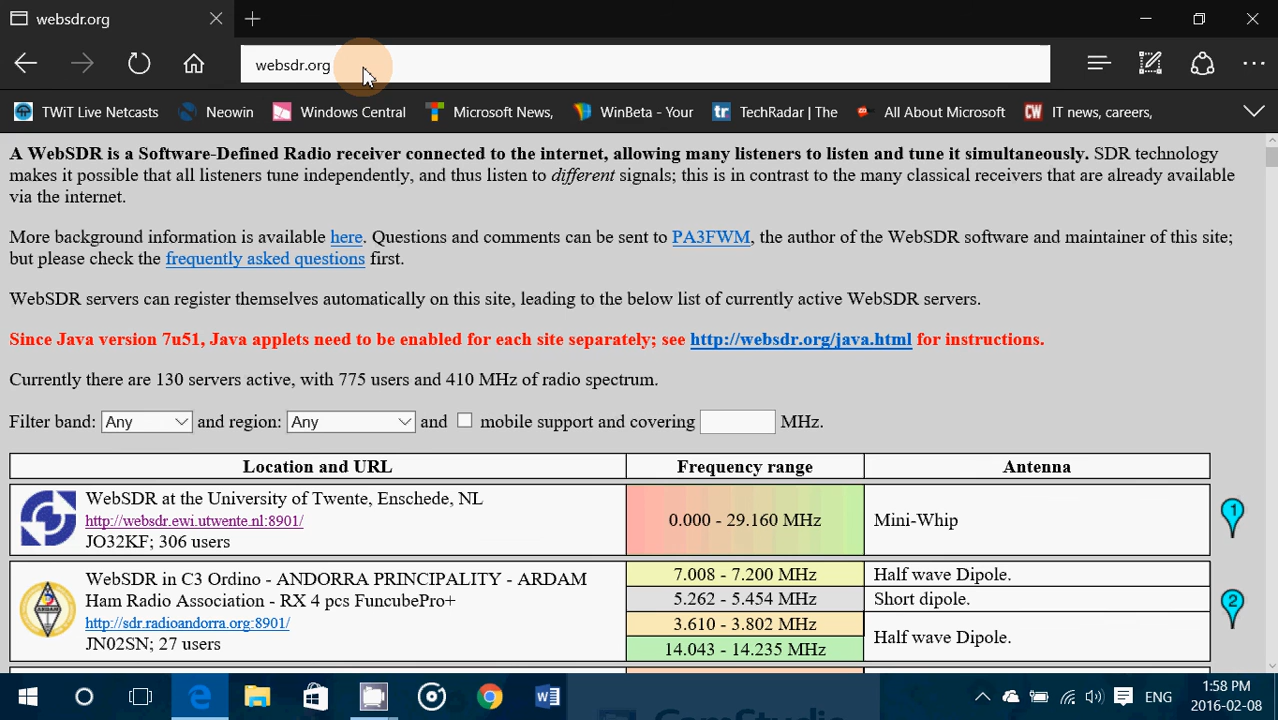 websdr.org
websdr.org
TWiT Live Netcasts Neowin Windows Central Microsoft News, WinBeta - Your TechRadar | The All About Microsoft CW IT news, careers,
A WebSDR is a Software-Defined Radio receiver connected to the internet, allowing many listeners to listen and tune it simultaneously. SDR technology
makes it possible that all listeners tune independently, and thus listen to different signals; this is in contrast to the many classical receivers that are already available
via the internet.
More background information is available here. Questions and comments can be sent to PA3FWM, the author of the WebSDR software and maintainer of this site;
but please check the frequently asked questions first.
WebSDR servers can register themselves automatically on this site, leading to the below list of currently active WebSDR servers.
Since Java version 7u51, Java applets need to be enabled for each site separately; see http://websdr.org/java.html for instructions.
Currently there are 130 servers active, with 775 users and 410 MHz of radio spectrum.
Filter band: Any and region: Any and mobile support and covering MHz.
Location and URL Frequency range Antenna
WebSDR at the University of Twente, Enschede, NL
http://websdr.ewi.utwente.nl:8901/ 0.000 - 29.160 MHz Mini-Whip 1
JO32KF; 306 users
WebSDR in C3 Ordino - ANDORRA PRINCIPALITY - ARDAM 7.008 - 7.200 MHz Half wave Dipole.
Ham Radio Association - RX 4 pcs FuncubePro+ 5.262 - 5.454 MHz Short dipole. 2
http://sdr.radioandorra.org:8901/ 3.610 - 3.802 MHz Half wave Dipole.
JN02SN; 27 users 14.043 - 14.235 MHz
ENG 1:58 PM
2016-02-08